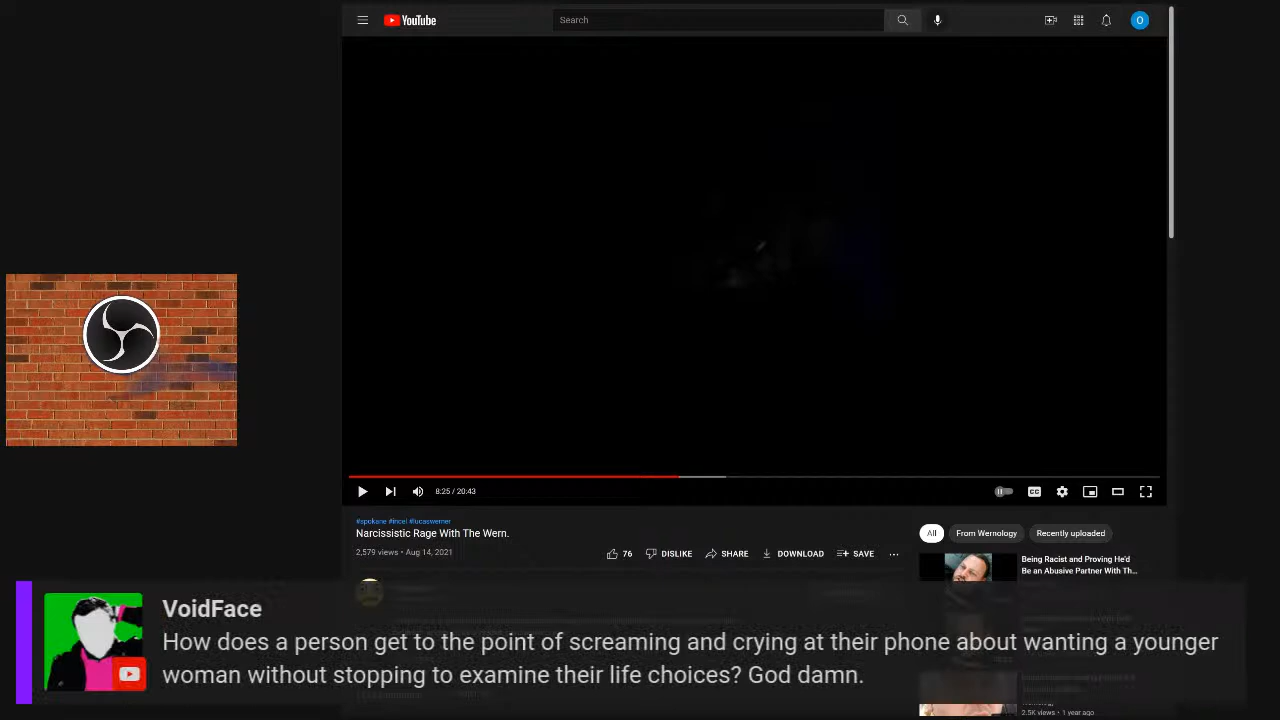 YouTube
Search
O
8:25 / 20:43
CC
#spokane #incel #lucaswerner
Narcissistic Rage With The Wern.
2,579 views • Aug 14, 2021
76
DISLIKE
SHARE
DOWNLOAD
SAVE
All
From Wernology
Recently uploaded
Being Racist and Proving He'd
Be an Abusive Partner With Th...
VoidFace
How does a person get to the point of screaming and crying at their phone about wanting a younger
woman without stopping to examine their life choices? God damn.
2.5K views • 1 year ago